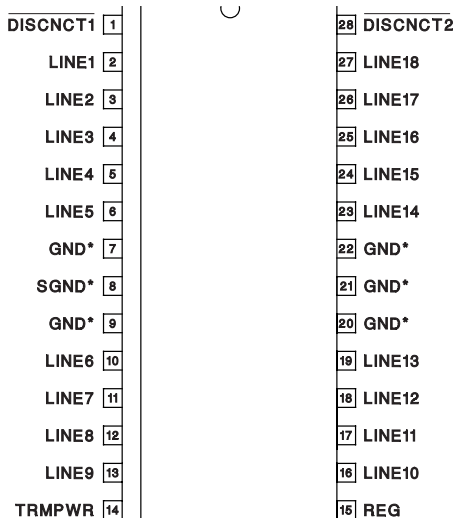 DISCNCT1 1 28 DISCNCT2
LINE1 2 27 LINE18
LINE2 3 26 LINE17
LINE3 4 25 LINE16
LINE4 5 24 LINE15
LINE5 6 23 LINE14
GND* 7 22 GND*
SGND* 8 21 GND*
GND* 9 20 GND*
LINE6 10 19 LINE13
LINE7 11 18 LINE12
LINE8 12 17 LINE11
LINE9 13 16 LINE10
TRMPWR 14 15 REG